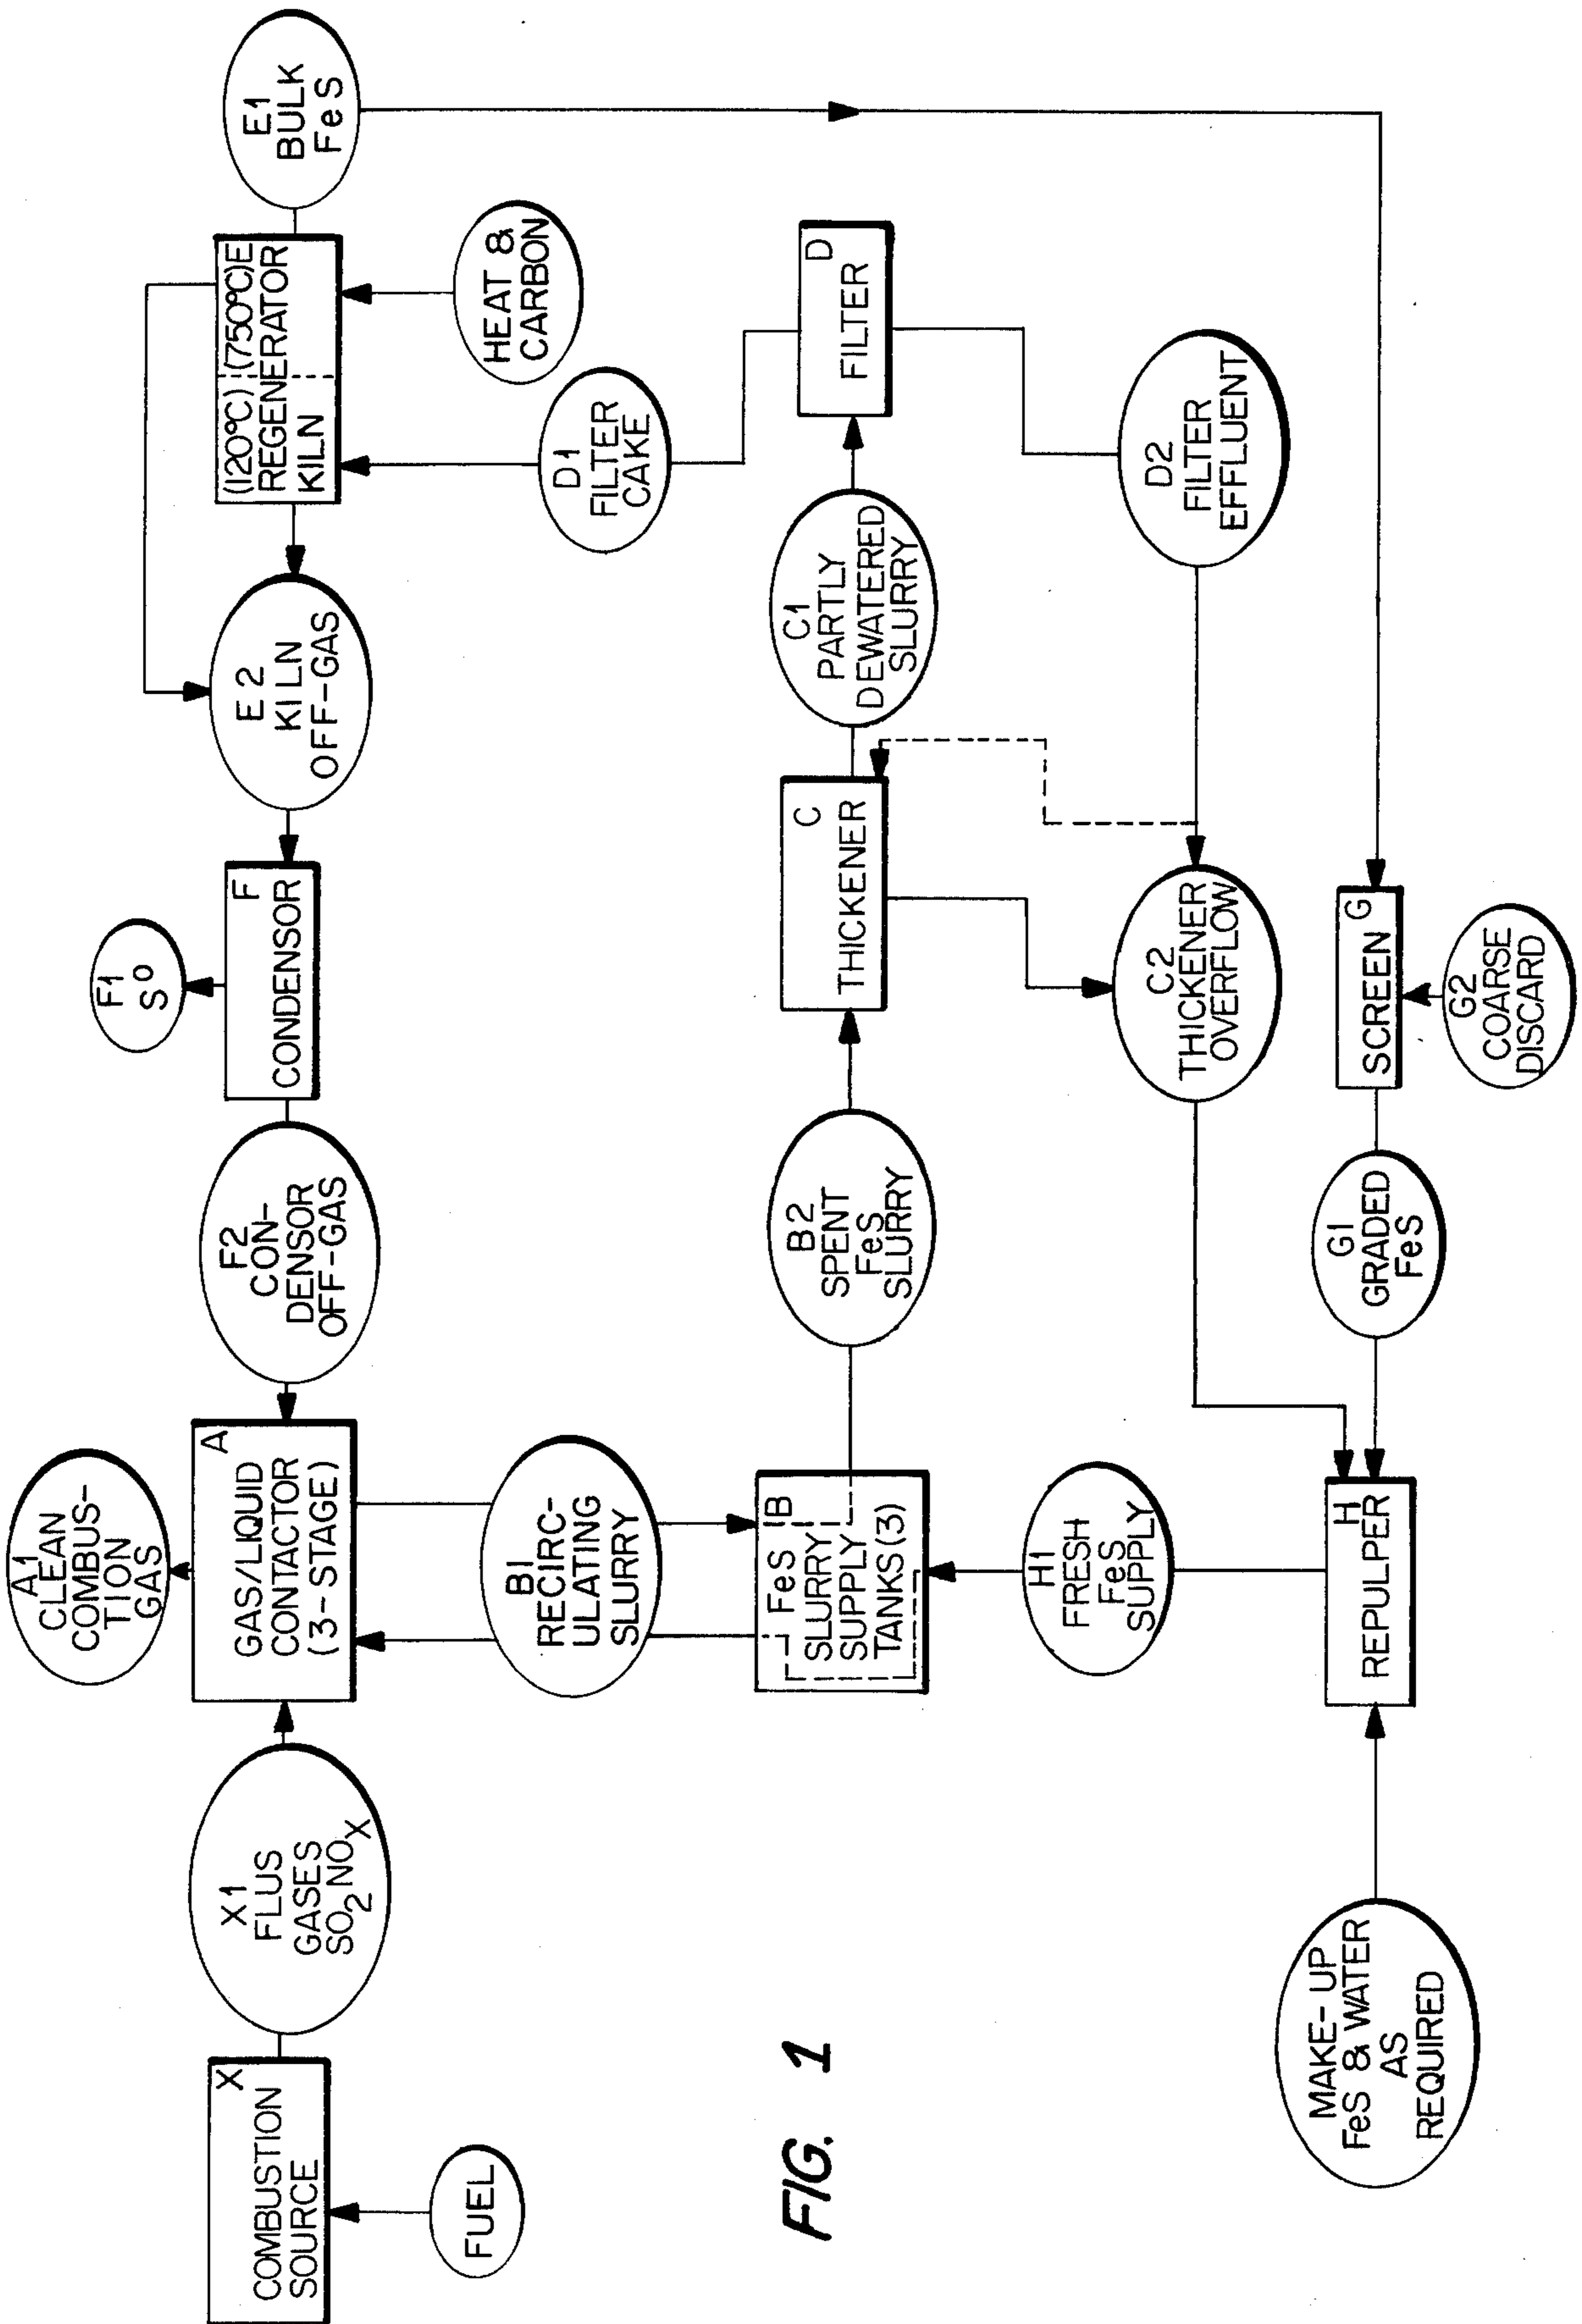 X
COMBUSTION
SOURCE
FUEL
X1
FLUS
GASES
SO2NOX
A1
CLEAN
COMBUS-
TION
GAS
A
GAS/LIQUID
CONTACTOR
(3-STAGE)
F2
CON-
DENSOR
OFF-GAS
F1
S°
F
CONDENSOR
E2
KILN
OFF-GAS
(120°C) (750°C)E
REGENERATOR
KILN
E1
BULK
FeS
HEAT &
CARBON
D1
FILTER
CAKE
B1
RECIRC-
ULATING
SLURRY
B
FeS
SLURRY
SUPPLY
TANKS(3)
B2
SPENT
FeS
SLURRY
C
THICKENER
C1
PARTLY
DEWATERED
SLURRY
D
FILTER
D2
FILTER
EFFLUENT
C2
THICKENER
OVERFLOW
H1
FRESH
FeS
SUPPLY
MAKE-UP
FeS & WATER
AS
REQUIRED
H
REPULPER
G1
GRADED
FeS
G
SCREEN
G2
COARSE
DISCARD
FIG. 1